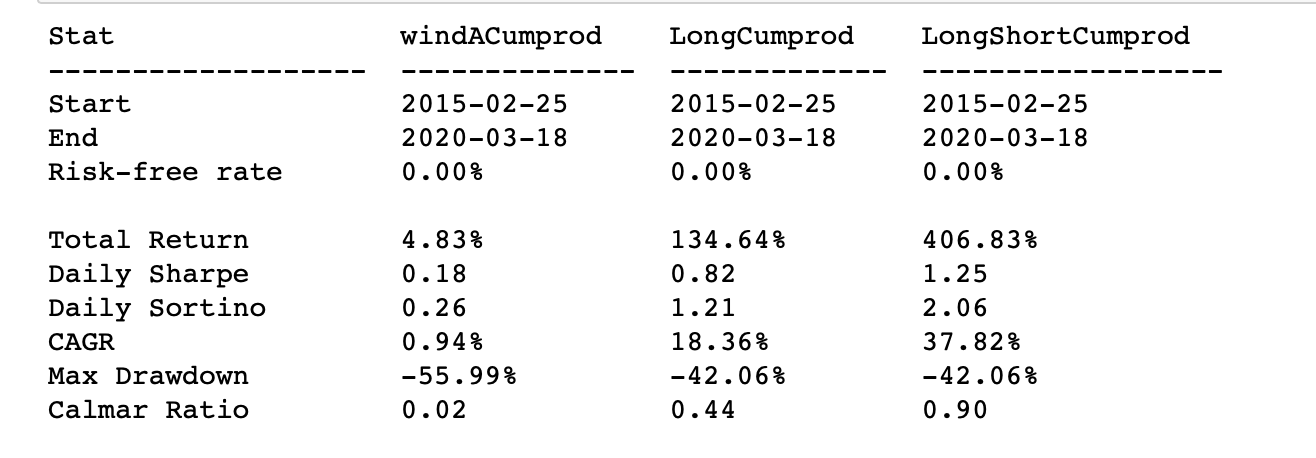 Stat windACumprod LongCumprod LongShortCumprod
------------------- -------------- ------------- ------------------
Start 2015-02-25 2015-02-25 2015-02-25
End 2020-03-18 2020-03-18 2020-03-18
Risk-free rate 0.00% 0.00% 0.00%
Total Return 4.83% 134.64% 406.83%
Daily Sharpe 0.18 0.82 1.25
Daily Sortino 0.26 1.21 2.06
CAGR 0.94% 18.36% 37.82%
Max Drawdown -55.99% -42.06% -42.06%
Calmar Ratio 0.02 0.44 0.90